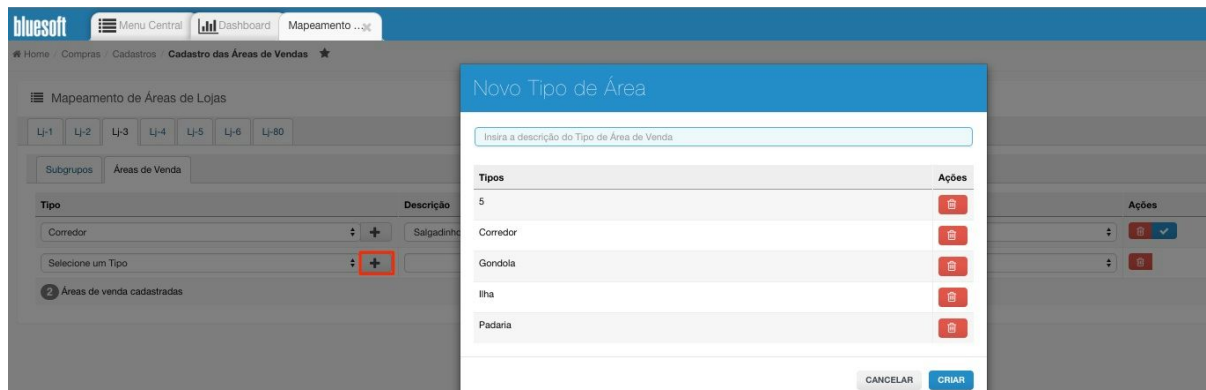 bluesoft Menu Central Dashboard Mapeamento ...
Home / Compras / Cadastros / Cadastro das Áreas de Vendas
Novo Tipo de Área
Mapeamento de Áreas de Lojas
Lj-1 Lj-2 Lj-3 Lj-4 Lj-5 Lj-6 Lj-80
Insira a descrição do Tipo de Área de Venda
Subgrupos Áreas de Venda
Tipos Ações
Tipo Descrição Ações
5
Corredor Salgadinho
Corredor
Selecione um Tipo
Gondola
2 Áreas de venda cadastradas
Ilha
Padaria
CANCELAR CRIAR